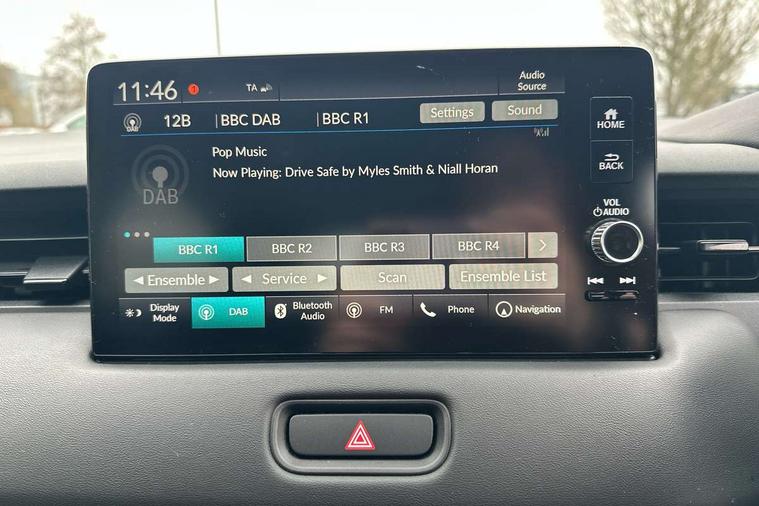 11:46 1 TA Audio Source
DAB 12B BBC DAB BBC R1 Settings Sound
HOME
Pop Music
BACK
Now Playing: Drive Safe by Myles Smith & Niall Horan
DAB
VOL
AUDIO
BBC R1 BBC R2 BBC R3 BBC R4
Ensemble Service Scan Ensemble List
Display Mode DAB Bluetooth Audio FM Phone Navigation